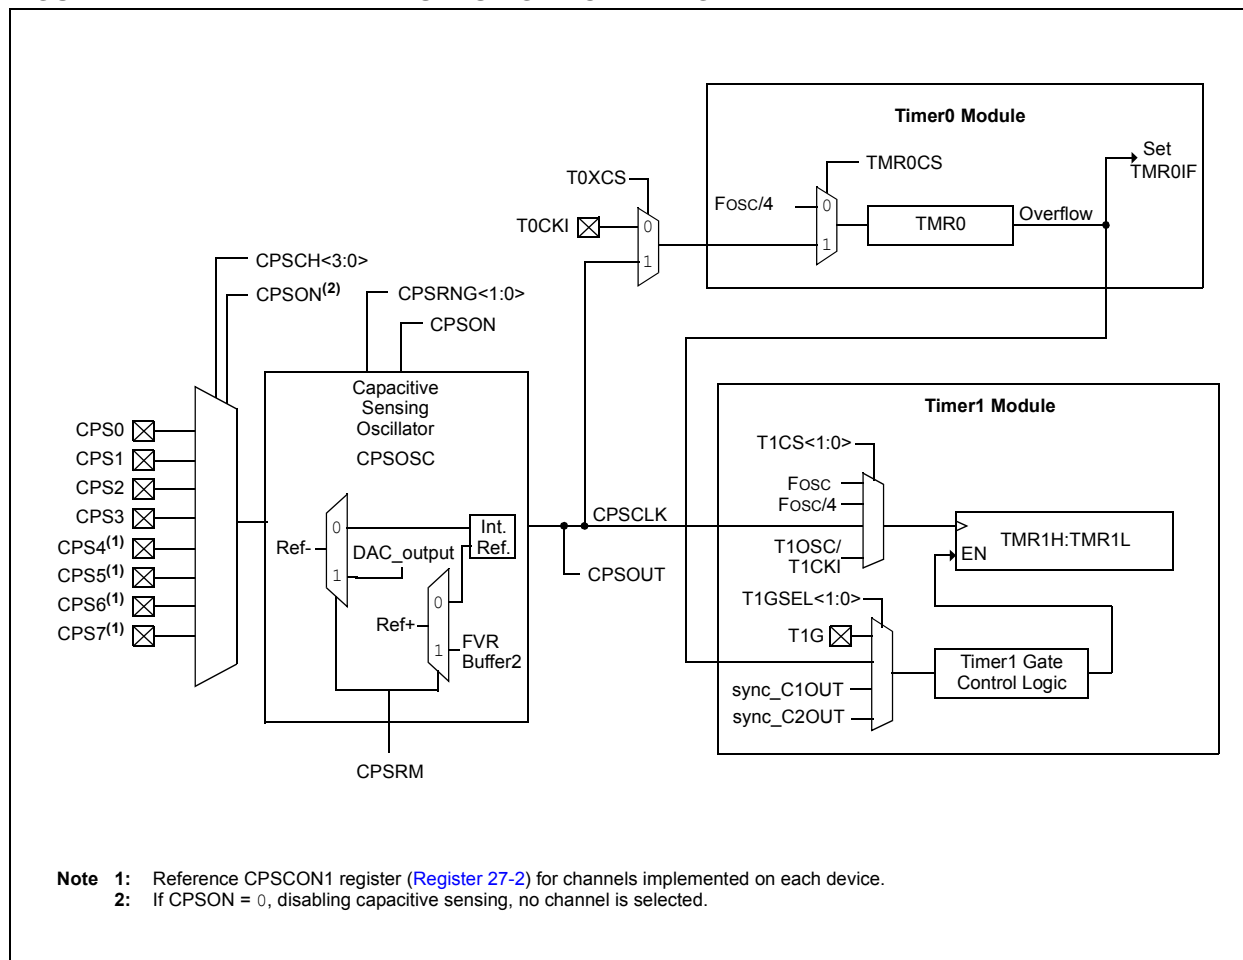 Timer0 Module
Set
TMR0IF
TMR0CS
T0XCS
FOSC/4
0
T0CKI
0
TMR0
Overflow
1
1
CPSCH<3:0>
CPSON(2)
CPSRNG<1:0>
CPSON
Capacitive
Sensing
Oscillator
CPSOSC
Timer1 Module
CPS0
CPS1
CPS2
CPS3
CPS4(1)
CPS5(1)
CPS6(1)
CPS7(1)
T1CS<1:0>
FOSC
FOSC/4
CPSCLK
0
Int.
Ref.
Ref-
DAC_output
1
TMR1H:TMR1L
EN
T1OSC/
T1CKI
CPSOUT
0
T1GSEL<1:0>
Ref+
1
FVR
Buffer2
T1G
Timer1 Gate
Control Logic
sync_C1OUT
sync_C2OUT
CPSRM
Note 1: Reference CPSCON1 register (Register 27-2) for channels implemented on each device.
2: If CPSON = 0, disabling capacitive sensing, no channel is selected.